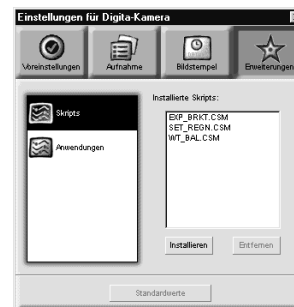 Einstellungen für Digita-Kamera
Voreinstellungen
Aufnahme
Bildstempel
Erweiterungen
Skripts
Anwendungen
Installierte Skripts:
EXP_BRKT.CSM
SET_REGN.CSM
WT_BAL.CSM
Installieren
Entfernen
Standardwerte